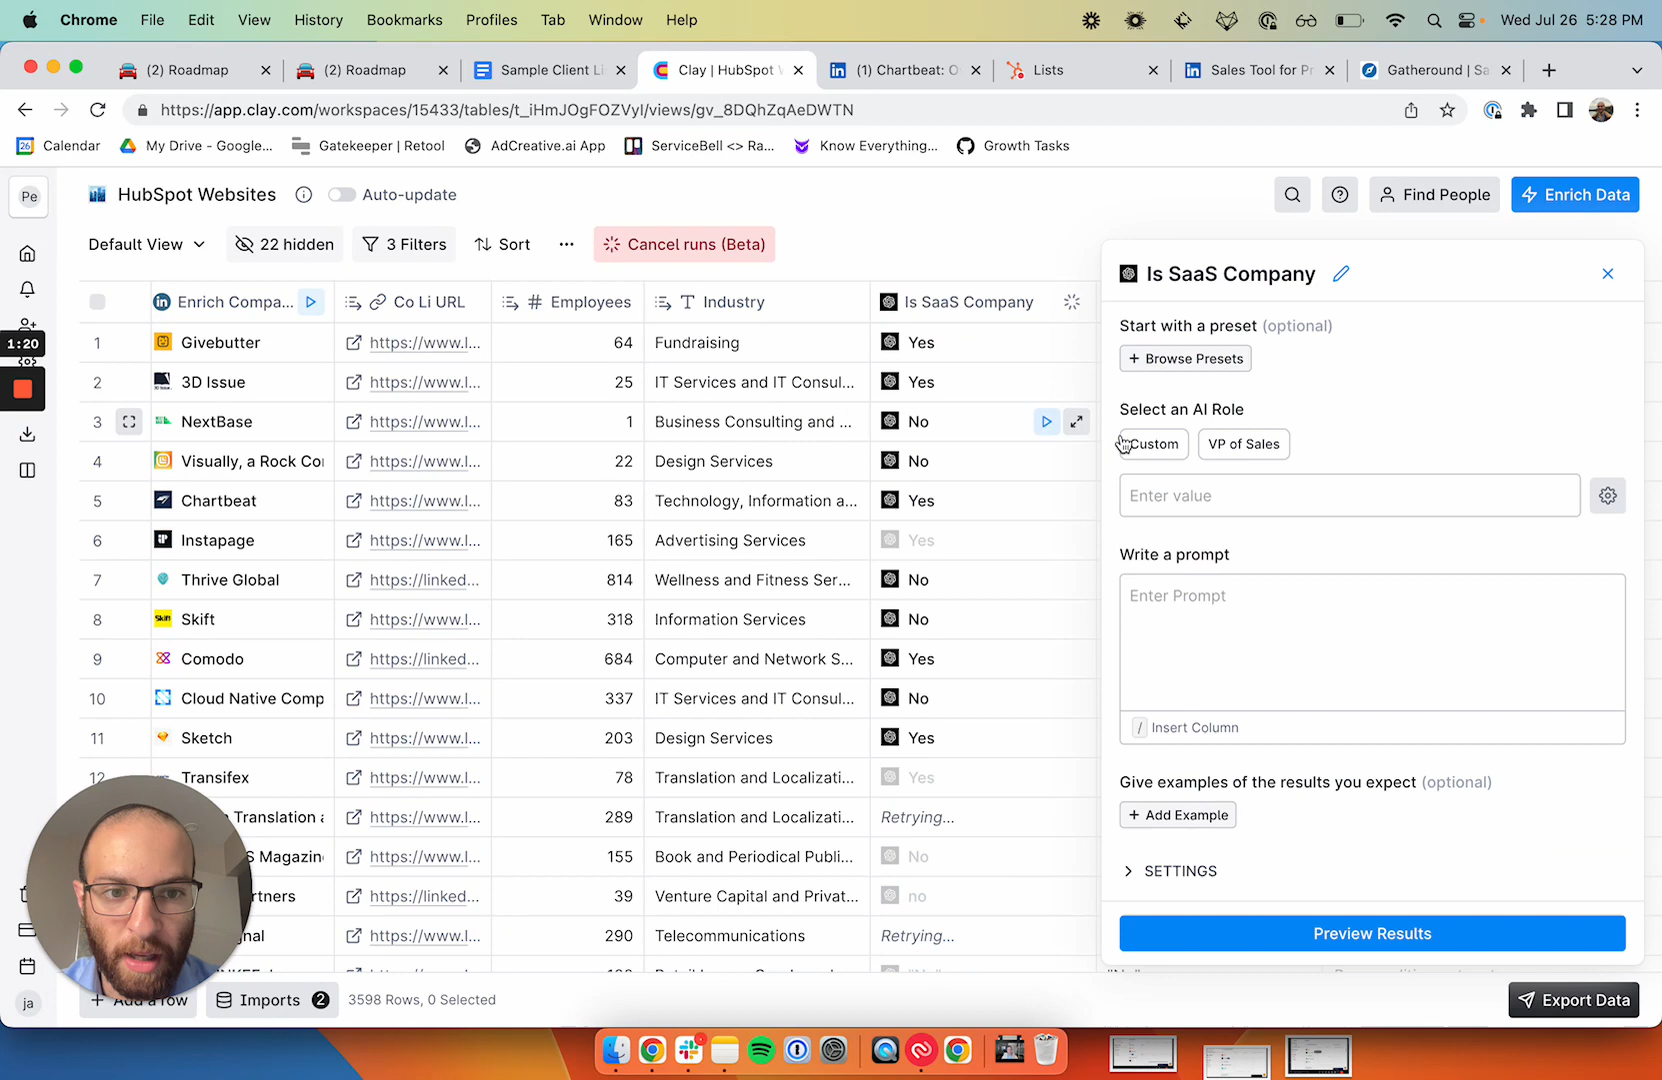 Chrome File Edit View History Bookmarks Profiles Tab Window Help Wed Jul 26 5:28 PM
(2) Roadmap (2) Roadmap Sample Client Li Clay | HubSpot W (1) Chartbeat: O Lists Sales Tool for Pr Gatheround | Sa
https://app.clay.com/workspaces/15433/tables/t_iHmJOgFOZVyI/views/gv_8DQhZqAeDWTN
26 Calendar My Drive - Google... Gatekeeper | Retool AdCreative.ai App ServiceBell <> Ra... Know Everything... Growth Tasks
Pe HubSpot Websites Auto-update Find People Enrich Data
Default View 22 hidden 3 Filters Sort Cancel runs (Beta)
Enrich Compa... Co Li URL # Employees T Industry Is SaaS Company
1 Givebutter https://www.l... 64 Fundraising Yes
2 3D Issue https://www.l... 25 IT Services and IT Consul... Yes
3 NextBase https://www.l... 1 Business Consulting and ... No
4 Visually, a Rock Co https://www.l... 22 Design Services No
5 Chartbeat https://www.l... 83 Technology, Information a... Yes
6 Instapage https://www.l... 165 Advertising Services Yes
7 Thrive Global https://linked... 814 Wellness and Fitness Ser... No
8 Skift https://www.l... 318 Information Services No
9 Comodo https://linked... 684 Computer and Network S... Yes
10 Cloud Native Comp https://www.l... 337 IT Services and IT Consul... No
11 Sketch https://www.l... 203 Design Services Yes
12 Transifex https://www.l... 78 Translation and Localizati... Yes
Translation a https://www.l... 289 Translation and Localizati... Retrying...
S Magazin https://www.l... 155 Book and Periodical Publi... No
rtners https://linked... 39 Venture Capital and Privat... no
nal https://www.l... 290 Telecommunications Retrying...
1:20
ja + Add a row Imports 2 3598 Rows, 0 Selected Export Data
Is SaaS Company
Start with a preset (optional)
+ Browse Presets
Select an AI Role
Custom VP of Sales
Enter value
Write a prompt
Enter Prompt
/ Insert Column
Give examples of the results you expect (optional)
+ Add Example
SETTINGS
Preview Results